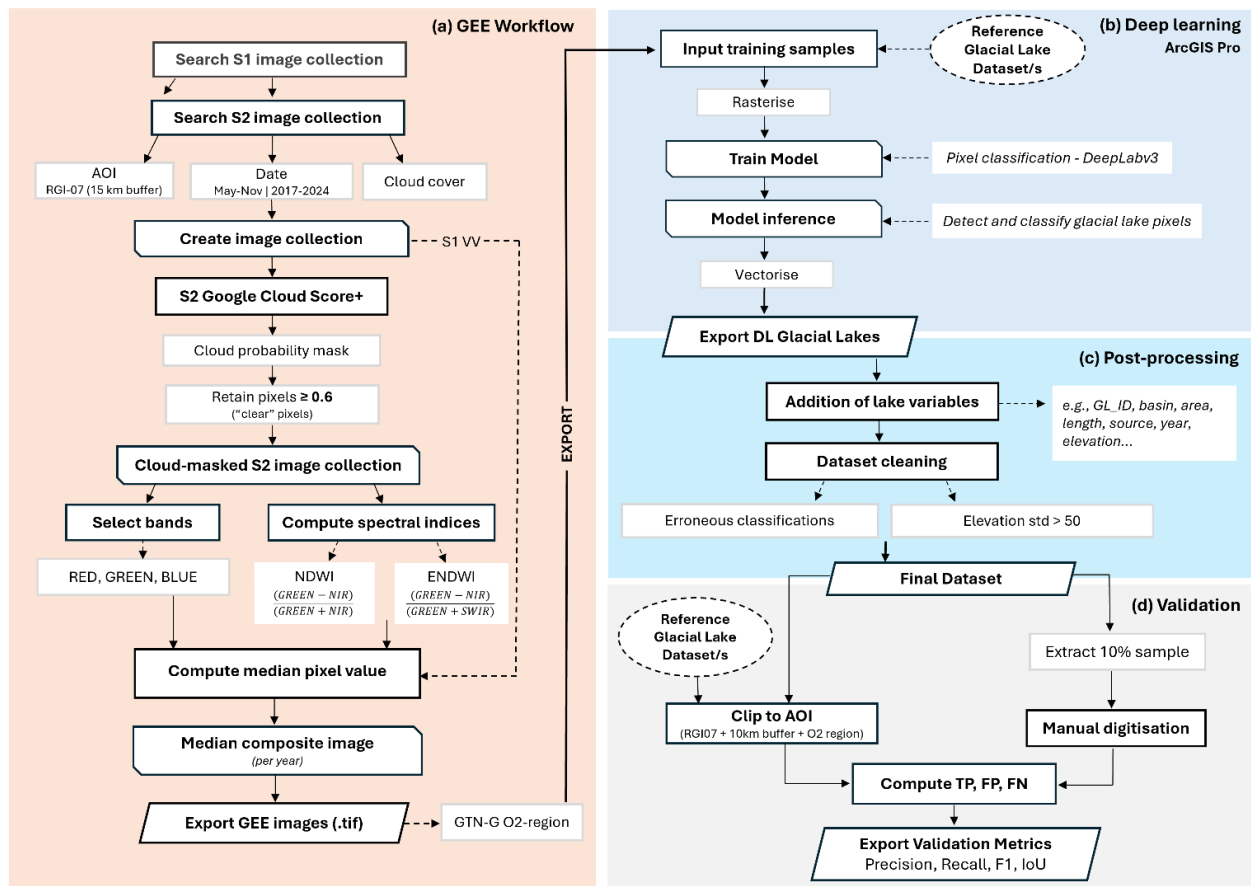 (a) GEE Workflow
Search S1 image collection
Search S2 image collection
AOI
RGI-07 (15 km buffer)
Date
May-Nov | 2017-2024
Cloud cover
Create image collection
S1 VV
S2 Google Cloud Score+
Cloud probability mask
Retain pixels ≥ 0.6
("clear" pixels)
Cloud-masked S2 image collection
Select bands
Compute spectral indices
RED, GREEN, BLUE
NDWI
(GREEN − NIR)
(GREEN + NIR)
ENDWI
(GREEN − NIR)
(GREEN + SWIR)
Compute median pixel value
Median composite image
(per year)
Export GEE images (.tif)
GTN-G O2-region
EXPORT
(b) Deep learning
ArcGIS Pro
Input training samples
Reference
Glacial Lake
Dataset/s
Rasterise
Train Model
Pixel classification - DeepLabv3
Model inference
Detect and classify glacial lake pixels
Vectorise
Export DL Glacial Lakes
(c) Post-processing
Addition of lake variables
e.g., GL_ID, basin, area,
length, source, year,
elevation...
Dataset cleaning
Erroneous classifications
Elevation std > 50
Final Dataset
(d) Validation
Reference
Glacial Lake
Dataset/s
Extract 10% sample
Clip to AOI
(RGI07 + 10km buffer + O2 region)
Manual digitisation
Compute TP, FP, FN
Export Validation Metrics
Precision, Recall, F1, IoU